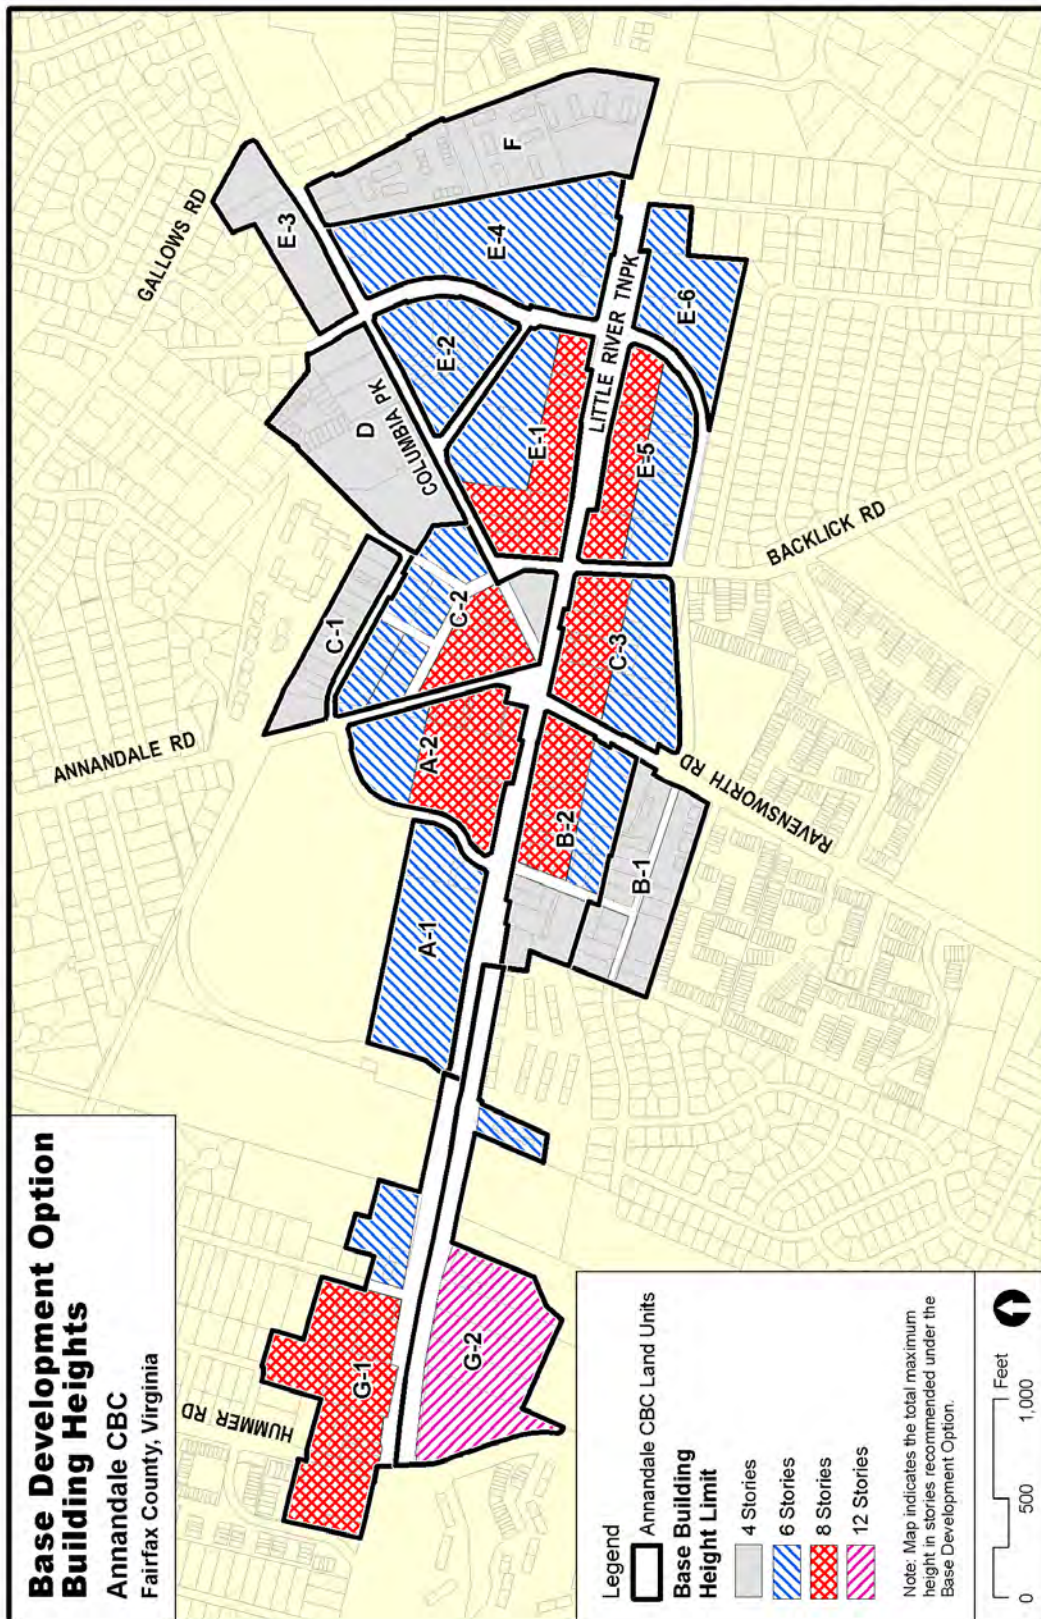 Base Development Option
Building Heights
Annandale CBC
Fairfax County, Virginia
GALLOWS RD
ANNANDALE RD
HUMMER RD
COLUMBIA PK
LITTLE RIVER TNPK
BACKLICK RD
RAVENSWORTH RD
E-3
D
F
E-4
E-2
E-1
E-6
E-5
C-1
C-2
C-3
A-2
A-1
B-2
B-1
G-1
G-2
Legend
Annandale CBC Land Units
Base Building
Height Limit
4 Stories
6 Stories
8 Stories
12 Stories
Note: Map indicates the total maximum
height in stories recommended under the
Base Development Option.
0 500 1,000
Feet